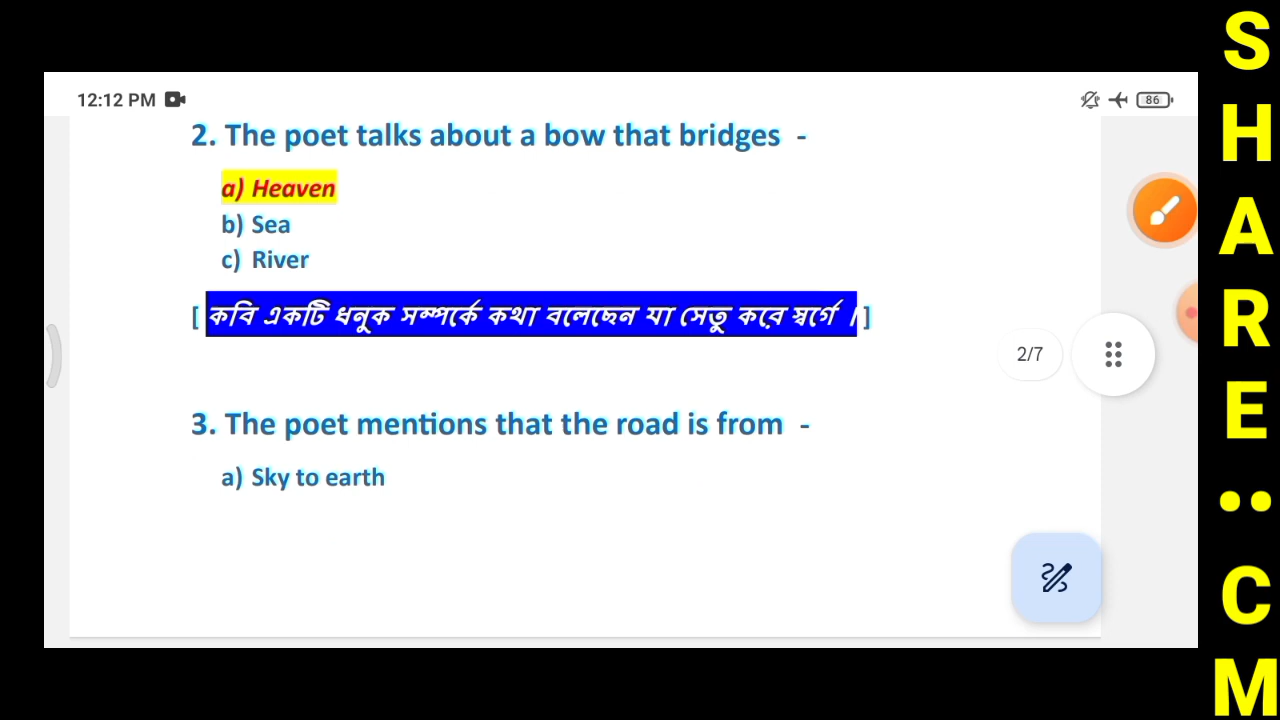 12:12 PM
86
2. The poet talks about a bow that bridges -
a) Heaven
b) Sea
c) River
[ কবি একটি ধনুক সম্পর্কে কথা বলেছেন যা সেতু করে স্বর্গে । ]
2/7
3. The poet mentions that the road is from -
a) Sky to earth
SHARE..CM